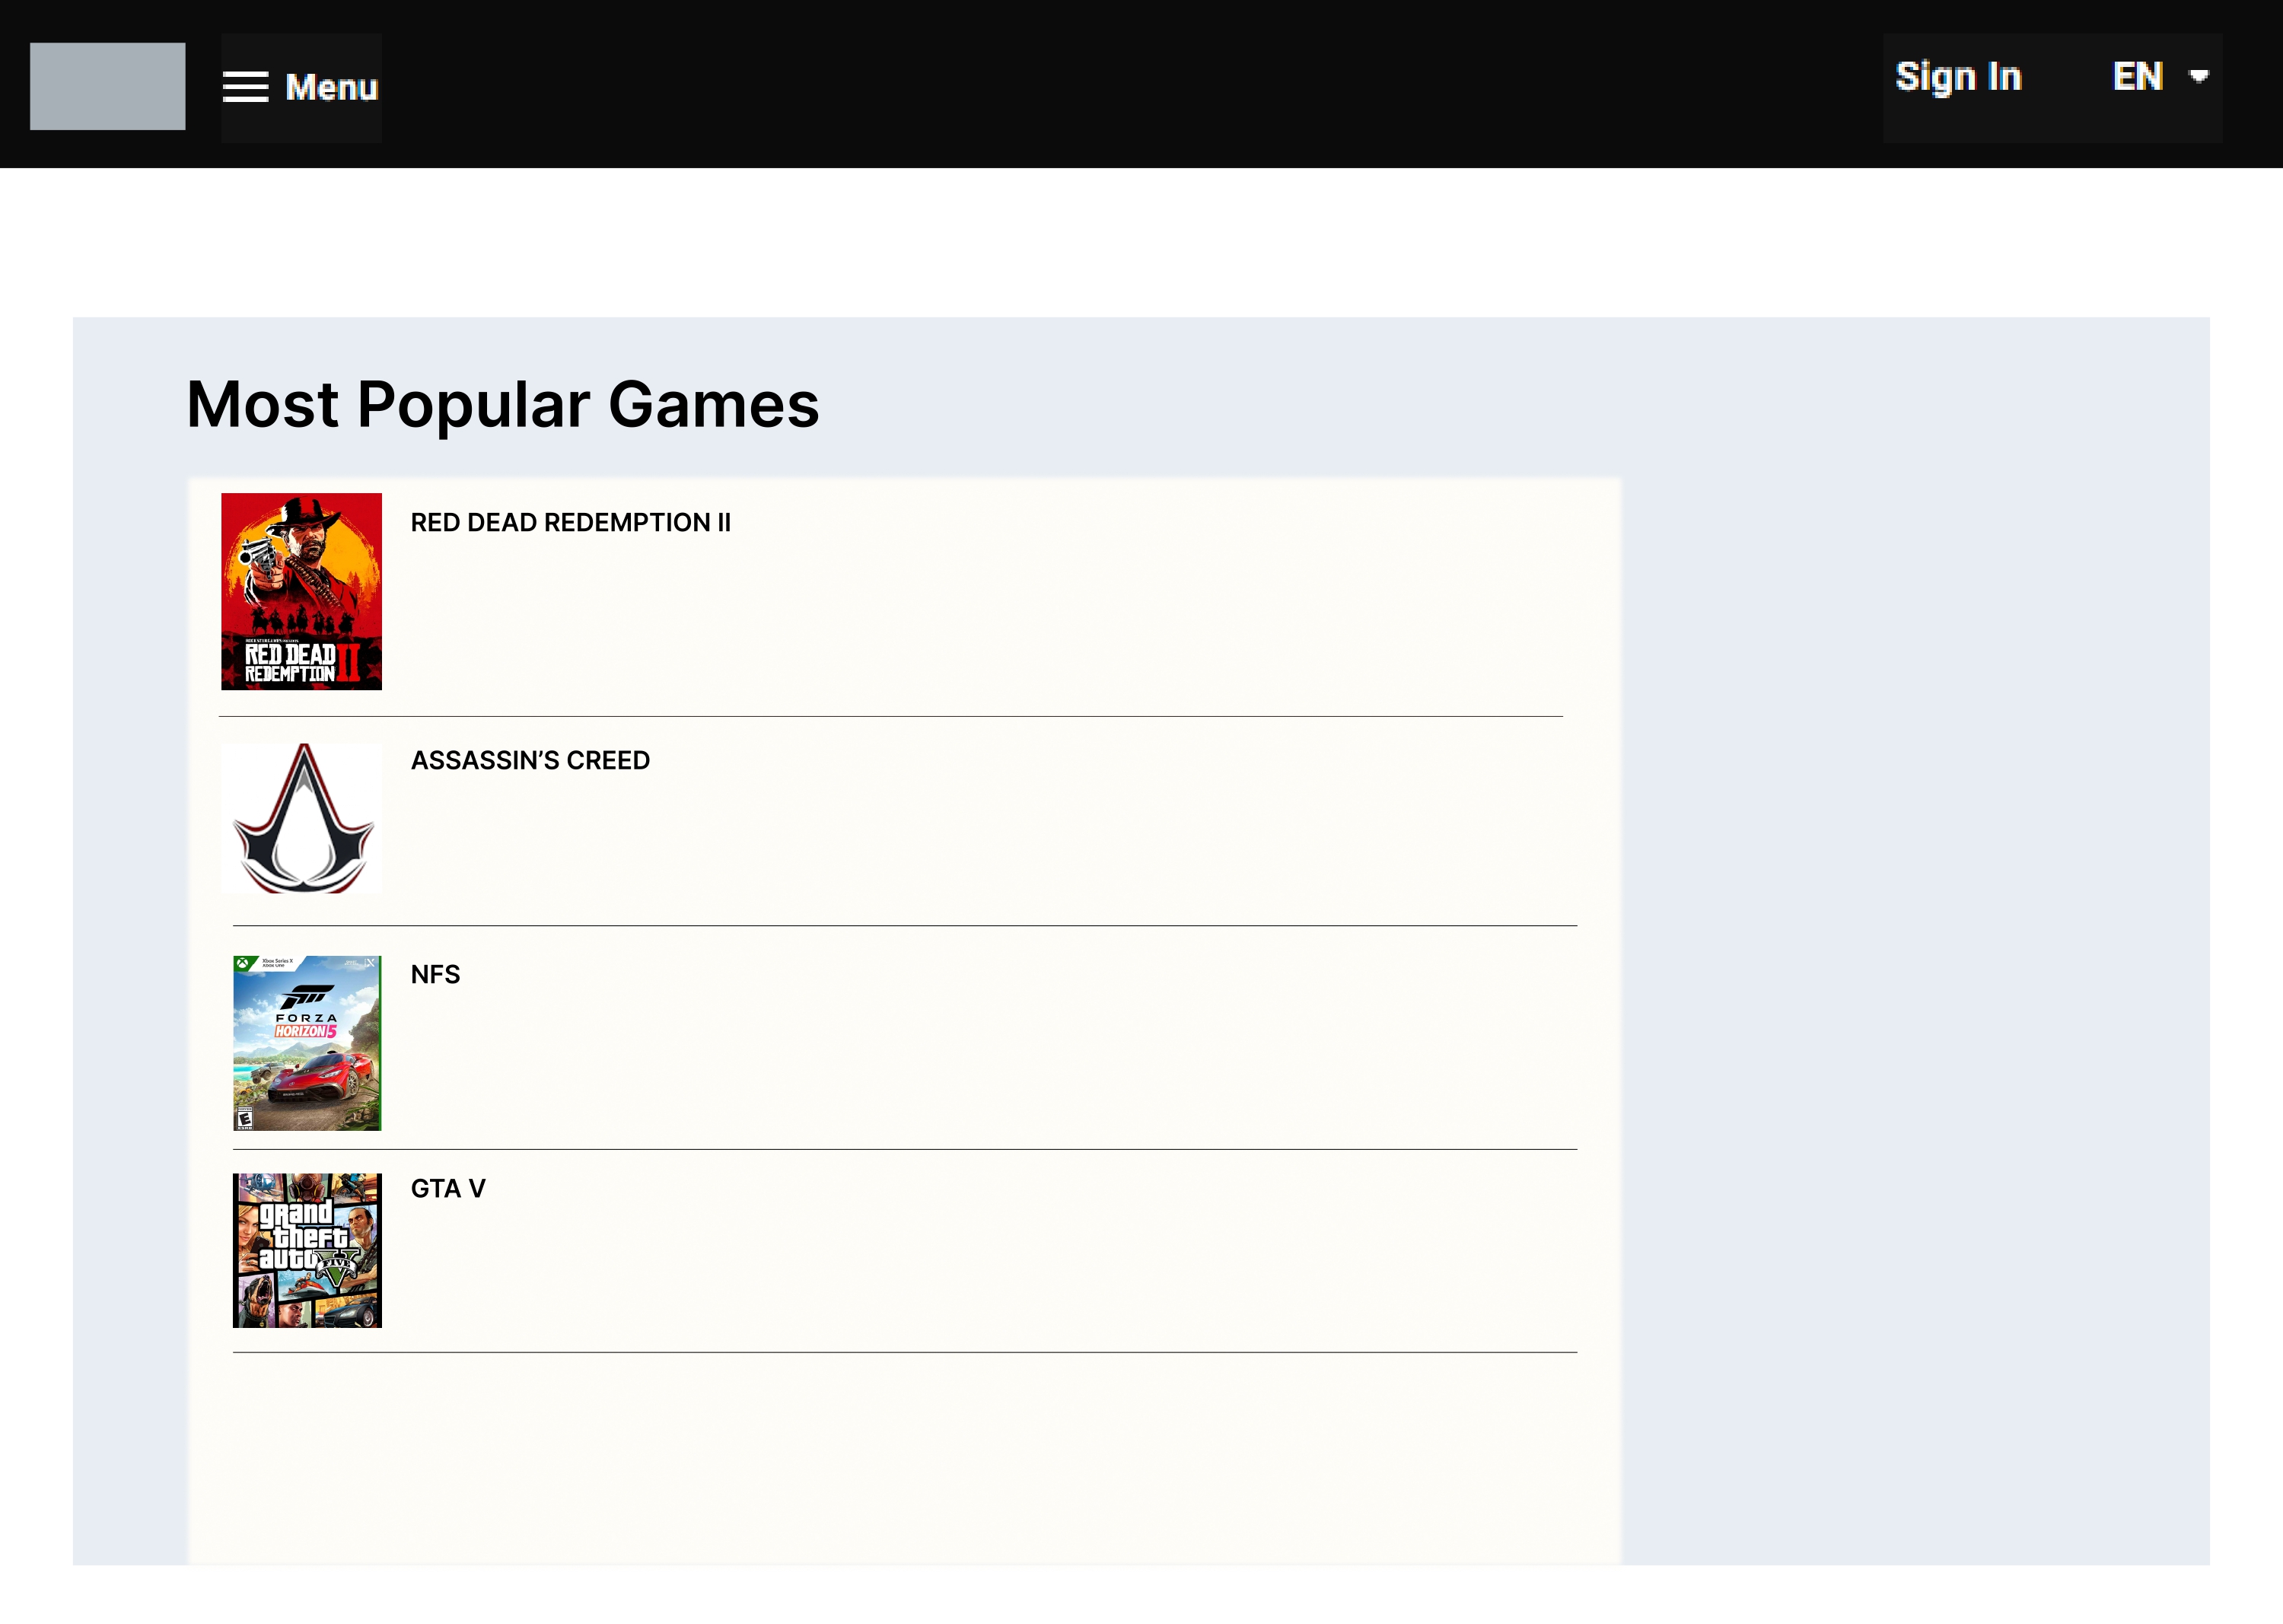 Menu
Sign In
EN
Most Popular Games
RED DEAD REDEMPTION II
RED DEAD
REDEMPTION II
ASSASSIN’S CREED
Xbox Series X
Xbox One
NFS
FORZA
HORIZON 5
E
GTA V
grand
theft
auto V
FIVE